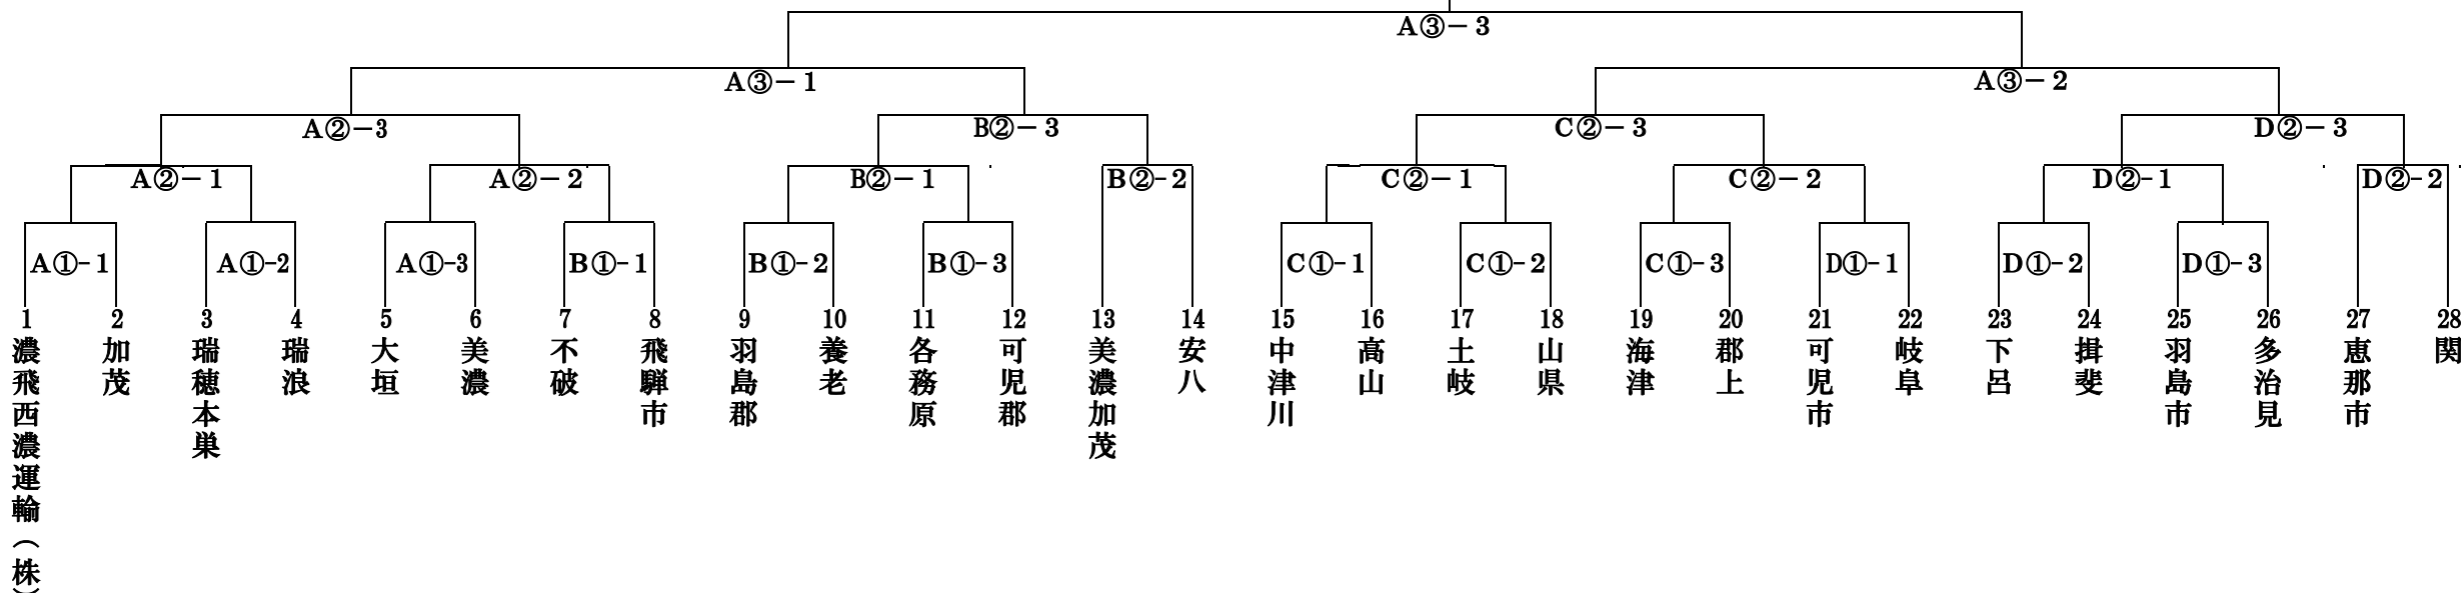 A③－3
A③－1
A③－2
A②－3
B②－3
C②－3
D②－3
A②－1
A②－2
B②－1
B②-2
C②－1
C②－2
D②-1
D②-2
A①-1
A①-2
A①-3
B①-1
B①-2
B①-3
C①-1
C①-2
C①-3
D①-1
D①-2
D①-3
1
濃飛西濃運輸（株）
2
加茂
3
瑞穂本巣
4
瑞浪
5
大垣
6
美濃
7
不破
8
飛騨市
9
羽島郡
10
養老
11
各務原
12
可児郡
13
美濃加茂
14
安八
15
中津川
16
高山
17
土岐
18
山県
19
海津
20
郡上
21
可児市
22
岐阜
23
下呂
24
揖斐
25
羽島市
26
多治見
27
恵那市
28
関